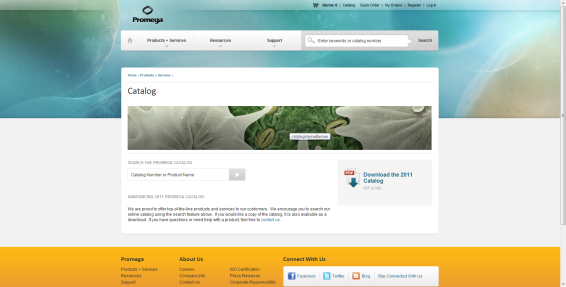 Items: 0 | Catalog Quick Order | My Orders | Register | Log In
Promega
Products + Services
Resources
Support
Enter keywords or catalog number
Search
Home > Products + Services >
Catalog
catalogHomeBanner
SEARCH THE PROMEGA CATALOG
Catalog Number or Product Name
PDF
Download the 2011
Catalog
ANNOUNCING 2011 PROMEGA CATALOG
We are proud to offer top-of-the-line products and services to our customers. We encourage you to search our
online catalog using the search feature above. If you would like a copy of the catalog, it is also available as a
download. If you have questions or need help with a product, feel free to contact us.
Promega
Products + Services
Resources
Support
About Us
Careers
Company Info
Contact Us
ISO Certification
Press Releases
Corporate Responsibility
Connect With Us
Facebook
Twitter
Blog
Stay Connected With Us